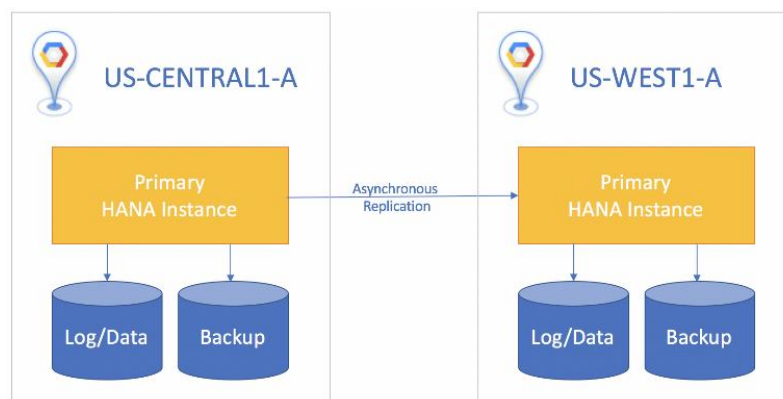 US-CENTRAL1-A
Primary
HANA Instance
Log/Data
Backup
Asynchronous
Replication
US-WEST1-A
Primary
HANA Instance
Log/Data
Backup